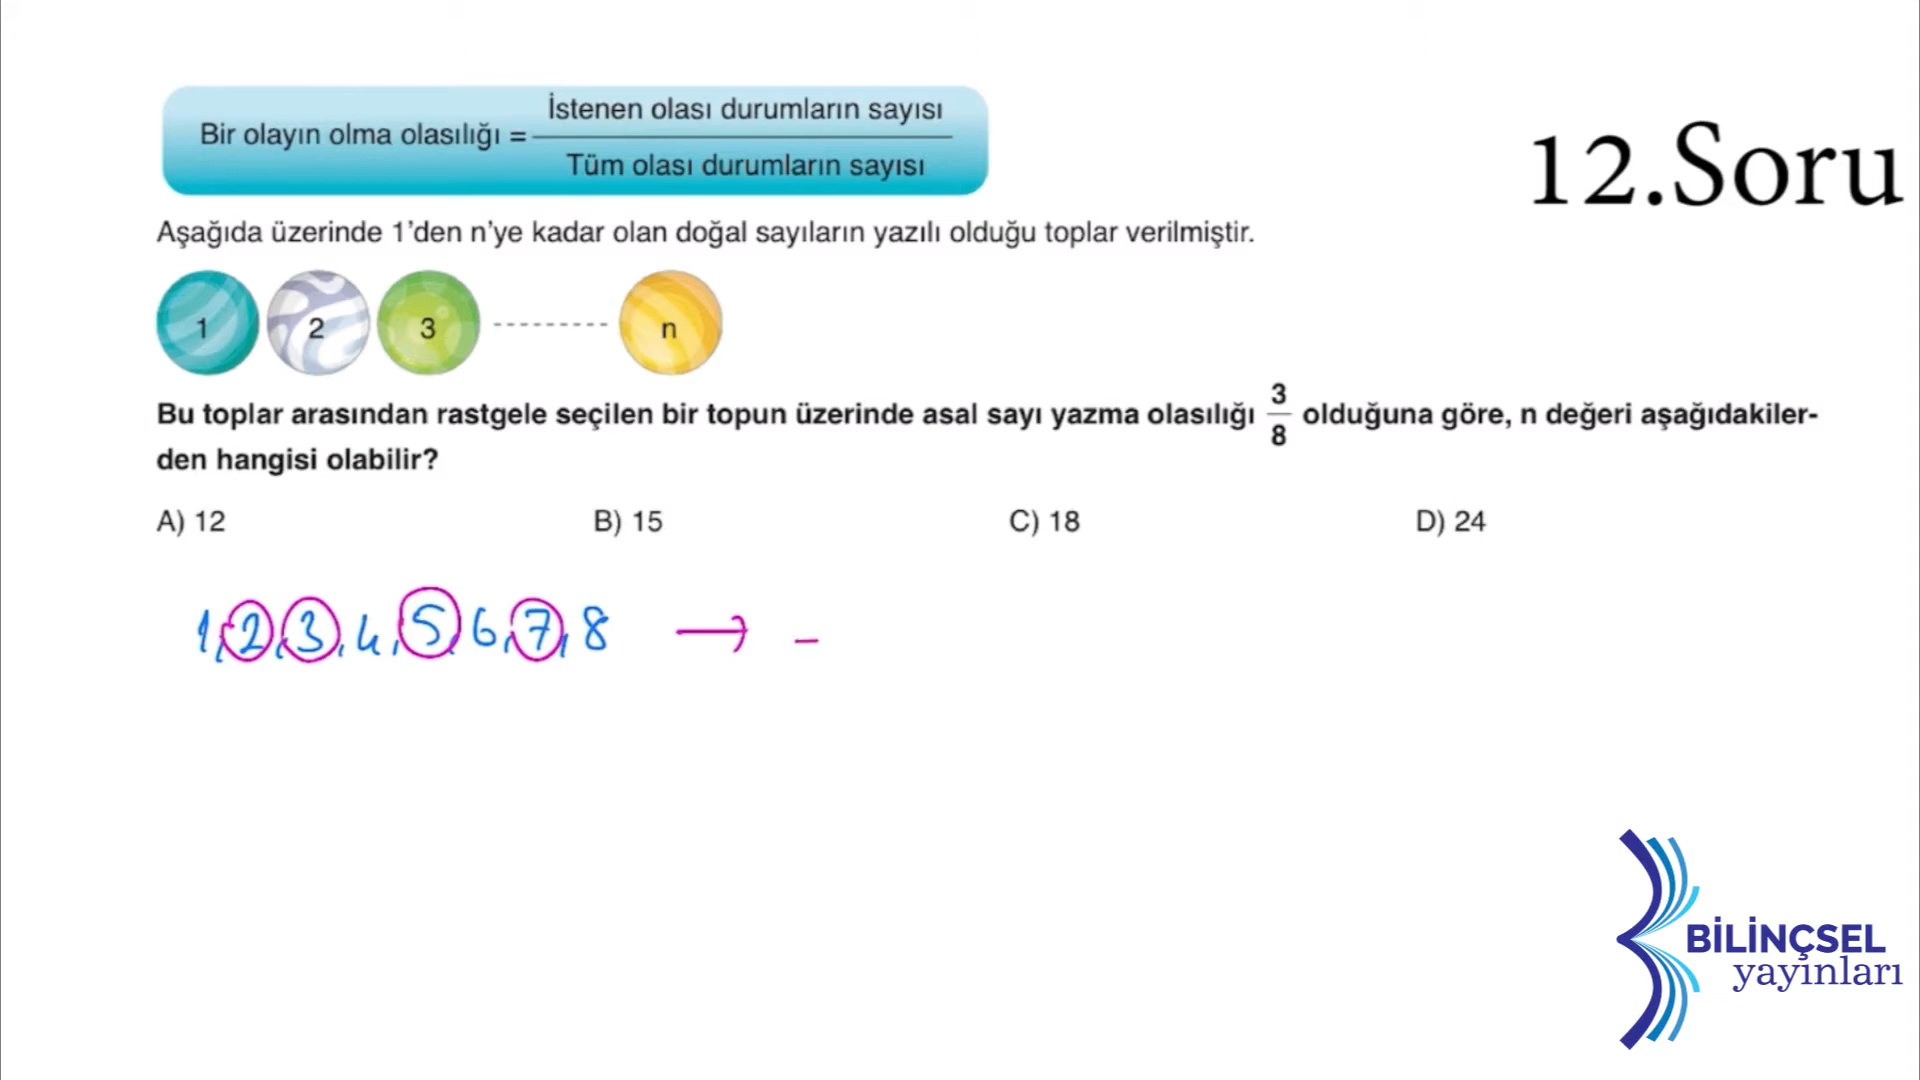 İstenen olası durumların sayısı
Bir olayın olma olasılığı =
Tüm olası durumların sayısı
12.Soru
Aşağıda üzerinde 1'den n'ye kadar olan doğal sayıların yazılı olduğu toplar verilmiştir.
1 2 3 ---------- n
Bu toplar arasından rastgele seçilen bir topun üzerinde asal sayı yazma olasılığı 3/8 olduğuna göre, n değeri aşağıdakiler-
den hangisi olabilir?
A) 12 B) 15 C) 18 D) 24
1, 2, 3, 4, 5, 6, 7, 8 → –
BİLİNÇSEL
yayınları